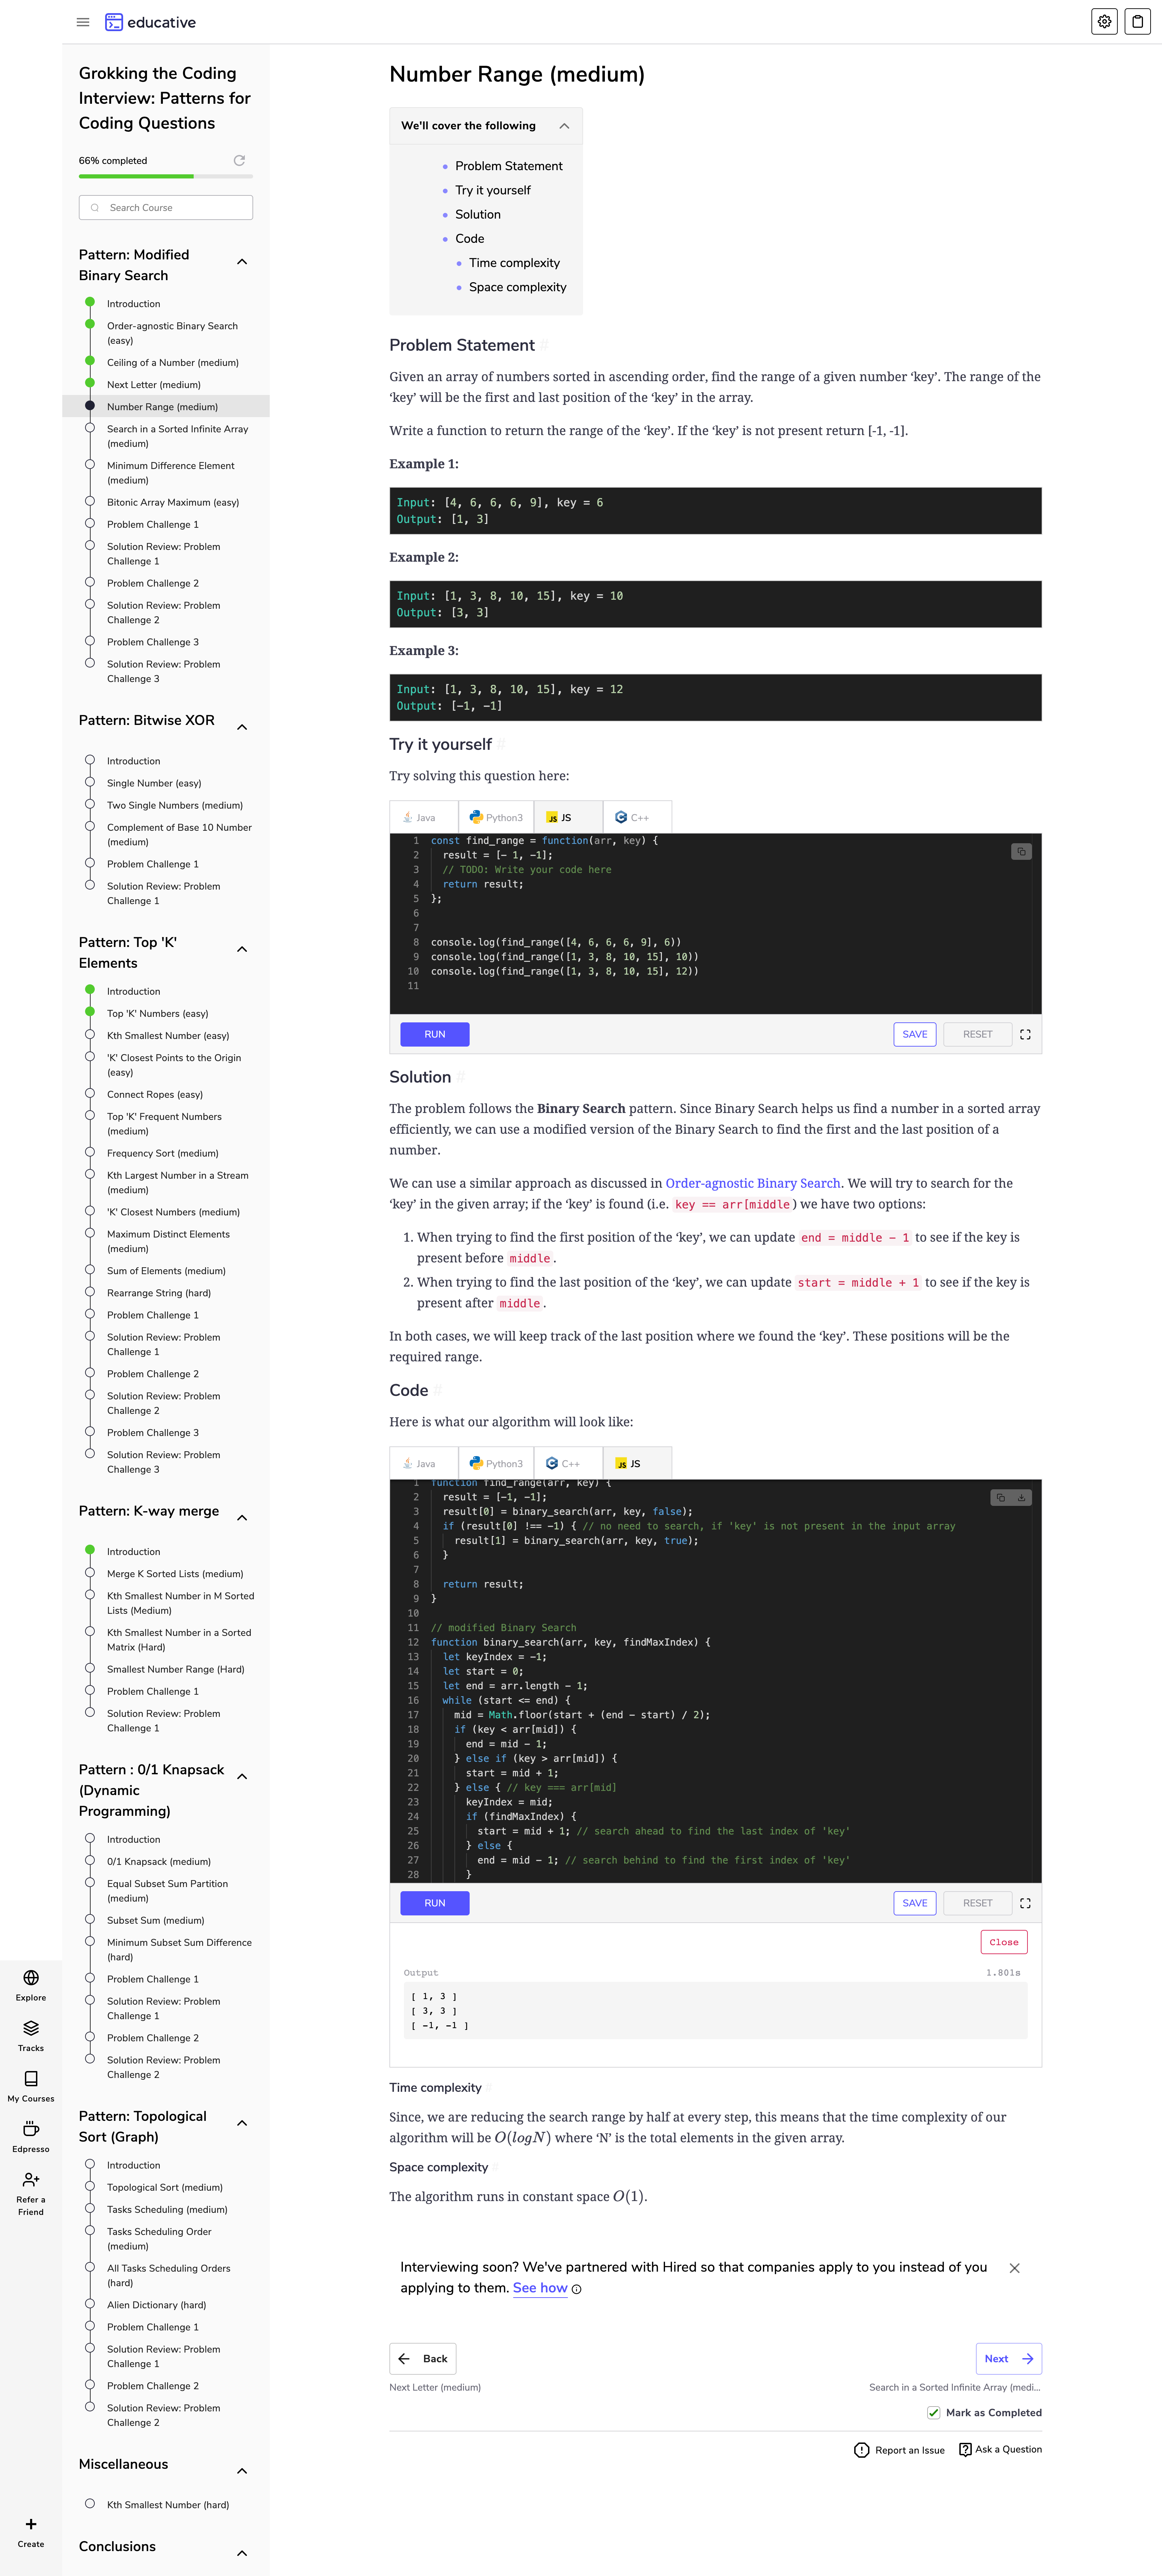 educative
Grokking the Coding
Interview: Patterns for
Coding Questions
66% completed
Search Course
Pattern: Modified
Binary Search
Introduction
Order-agnostic Binary Search
(easy)
Ceiling of a Number (medium)
Next Letter (medium)
Number Range (medium)
Search in a Sorted Infinite Array
(medium)
Minimum Difference Element
(medium)
Bitonic Array Maximum (easy)
Problem Challenge 1
Solution Review: Problem
Challenge 1
Problem Challenge 2
Solution Review: Problem
Challenge 2
Problem Challenge 3
Solution Review: Problem
Challenge 3
Pattern: Bitwise XOR
Introduction
Single Number (easy)
Two Single Numbers (medium)
Complement of Base 10 Number
(medium)
Problem Challenge 1
Solution Review: Problem
Challenge 1
Pattern: Top 'K'
Elements
Introduction
Top 'K' Numbers (easy)
Kth Smallest Number (easy)
'K' Closest Points to the Origin
(easy)
Connect Ropes (easy)
Top 'K' Frequent Numbers
(medium)
Frequency Sort (medium)
Kth Largest Number in a Stream
(medium)
'K' Closest Numbers (medium)
Maximum Distinct Elements
(medium)
Sum of Elements (medium)
Rearrange String (hard)
Problem Challenge 1
Solution Review: Problem
Challenge 1
Problem Challenge 2
Solution Review: Problem
Challenge 2
Problem Challenge 3
Solution Review: Problem
Challenge 3
Pattern: K-way merge
Introduction
Merge K Sorted Lists (medium)
Kth Smallest Number in M Sorted
Lists (Medium)
Kth Smallest Number in a Sorted
Matrix (Hard)
Smallest Number Range (Hard)
Problem Challenge 1
Solution Review: Problem
Challenge 1
Pattern : 0/1 Knapsack
(Dynamic
Programming)
Introduction
0/1 Knapsack (medium)
Equal Subset Sum Partition
(medium)
Subset Sum (medium)
Minimum Subset Sum Difference
(hard)
Problem Challenge 1
Solution Review: Problem
Challenge 1
Problem Challenge 2
Solution Review: Problem
Challenge 2
Pattern: Topological
Sort (Graph)
Introduction
Topological Sort (medium)
Tasks Scheduling (medium)
Tasks Scheduling Order
(medium)
All Tasks Scheduling Orders
(hard)
Alien Dictionary (hard)
Problem Challenge 1
Solution Review: Problem
Challenge 1
Problem Challenge 2
Solution Review: Problem
Challenge 2
Miscellaneous
Kth Smallest Number (hard)
Conclusions
Explore
Tracks
My Courses
Edpresso
Refer a
Friend
Create
Number Range (medium)
We'll cover the following
Problem Statement
Try it yourself
Solution
Code
Time complexity
Space complexity
Problem Statement #
Given an array of numbers sorted in ascending order, find the range of a given number ‘key’. The range of the
‘key’ will be the first and last position of the ‘key’ in the array.
Write a function to return the range of the ‘key’. If the ‘key’ is not present return [-1, -1].
Example 1:
Input: [4, 6, 6, 6, 9], key = 6
Output: [1, 3]
Example 2:
Input: [1, 3, 8, 10, 15], key = 10
Output: [3, 3]
Example 3:
Input: [1, 3, 8, 10, 15], key = 12
Output: [-1, -1]
Try it yourself #
Try solving this question here:
Java Python3 JS JS C++
1 const find_range = function(arr, key) {
2 result = [- 1, -1];
3 // TODO: Write your code here
4 return result;
5 };
6
7
8 console.log(find_range([4, 6, 6, 6, 9], 6))
9 console.log(find_range([1, 3, 8, 10, 15], 10))
10 console.log(find_range([1, 3, 8, 10, 15], 12))
11
RUN SAVE RESET
Solution #
The problem follows the Binary Search pattern. Since Binary Search helps us find a number in a sorted array
efficiently, we can use a modified version of the Binary Search to find the first and the last position of a
number.
We can use a similar approach as discussed in Order-agnostic Binary Search. We will try to search for the
‘key’ in the given array; if the ‘key’ is found (i.e. key == arr[middle) we have two options:
1. When trying to find the first position of the ‘key’, we can update end = middle - 1 to see if the key is
present before middle.
2. When trying to find the last position of the ‘key’, we can update start = middle + 1 to see if the key is
present after middle.
In both cases, we will keep track of the last position where we found the ‘key’. These positions will be the
required range.
Code #
Here is what our algorithm will look like:
Java Python3 C++ JS JS
1 function find_range(arr, key) {
2 result = [-1, -1];
3 result[0] = binary_search(arr, key, false);
4 if (result[0] !== -1) { // no need to search, if 'key' is not present in the input array
5 result[1] = binary_search(arr, key, true);
6 }
7
8 return result;
9 }
10
11 // modified Binary Search
12 function binary_search(arr, key, findMaxIndex) {
13 let keyIndex = -1;
14 let start = 0;
15 let end = arr.length - 1;
16 while (start <= end) {
17 mid = Math.floor(start + (end - start) / 2);
18 if (key < arr[mid]) {
19 end = mid - 1;
20 } else if (key > arr[mid]) {
21 start = mid + 1;
22 } else { // key === arr[mid]
23 keyIndex = mid;
24 if (findMaxIndex) {
25 start = mid + 1; // search ahead to find the last index of 'key'
26 } else {
27 end = mid - 1; // search behind to find the first index of 'key'
28 }
RUN SAVE RESET
Close
Output 1.801s
[ 1, 3 ]
[ 3, 3 ]
[ -1, -1 ]
Time complexity #
Since, we are reducing the search range by half at every step, this means that the time complexity of our
algorithm will be O(logN) where ‘N’ is the total elements in the given array.
Space complexity #
The algorithm runs in constant space O(1).
Interviewing soon? We've partnered with Hired so that companies apply to you instead of you
applying to them. See how
Back Next
Next Letter (medium) Search in a Sorted Infinite Array (medi...
Mark as Completed
Report an Issue Ask a Question